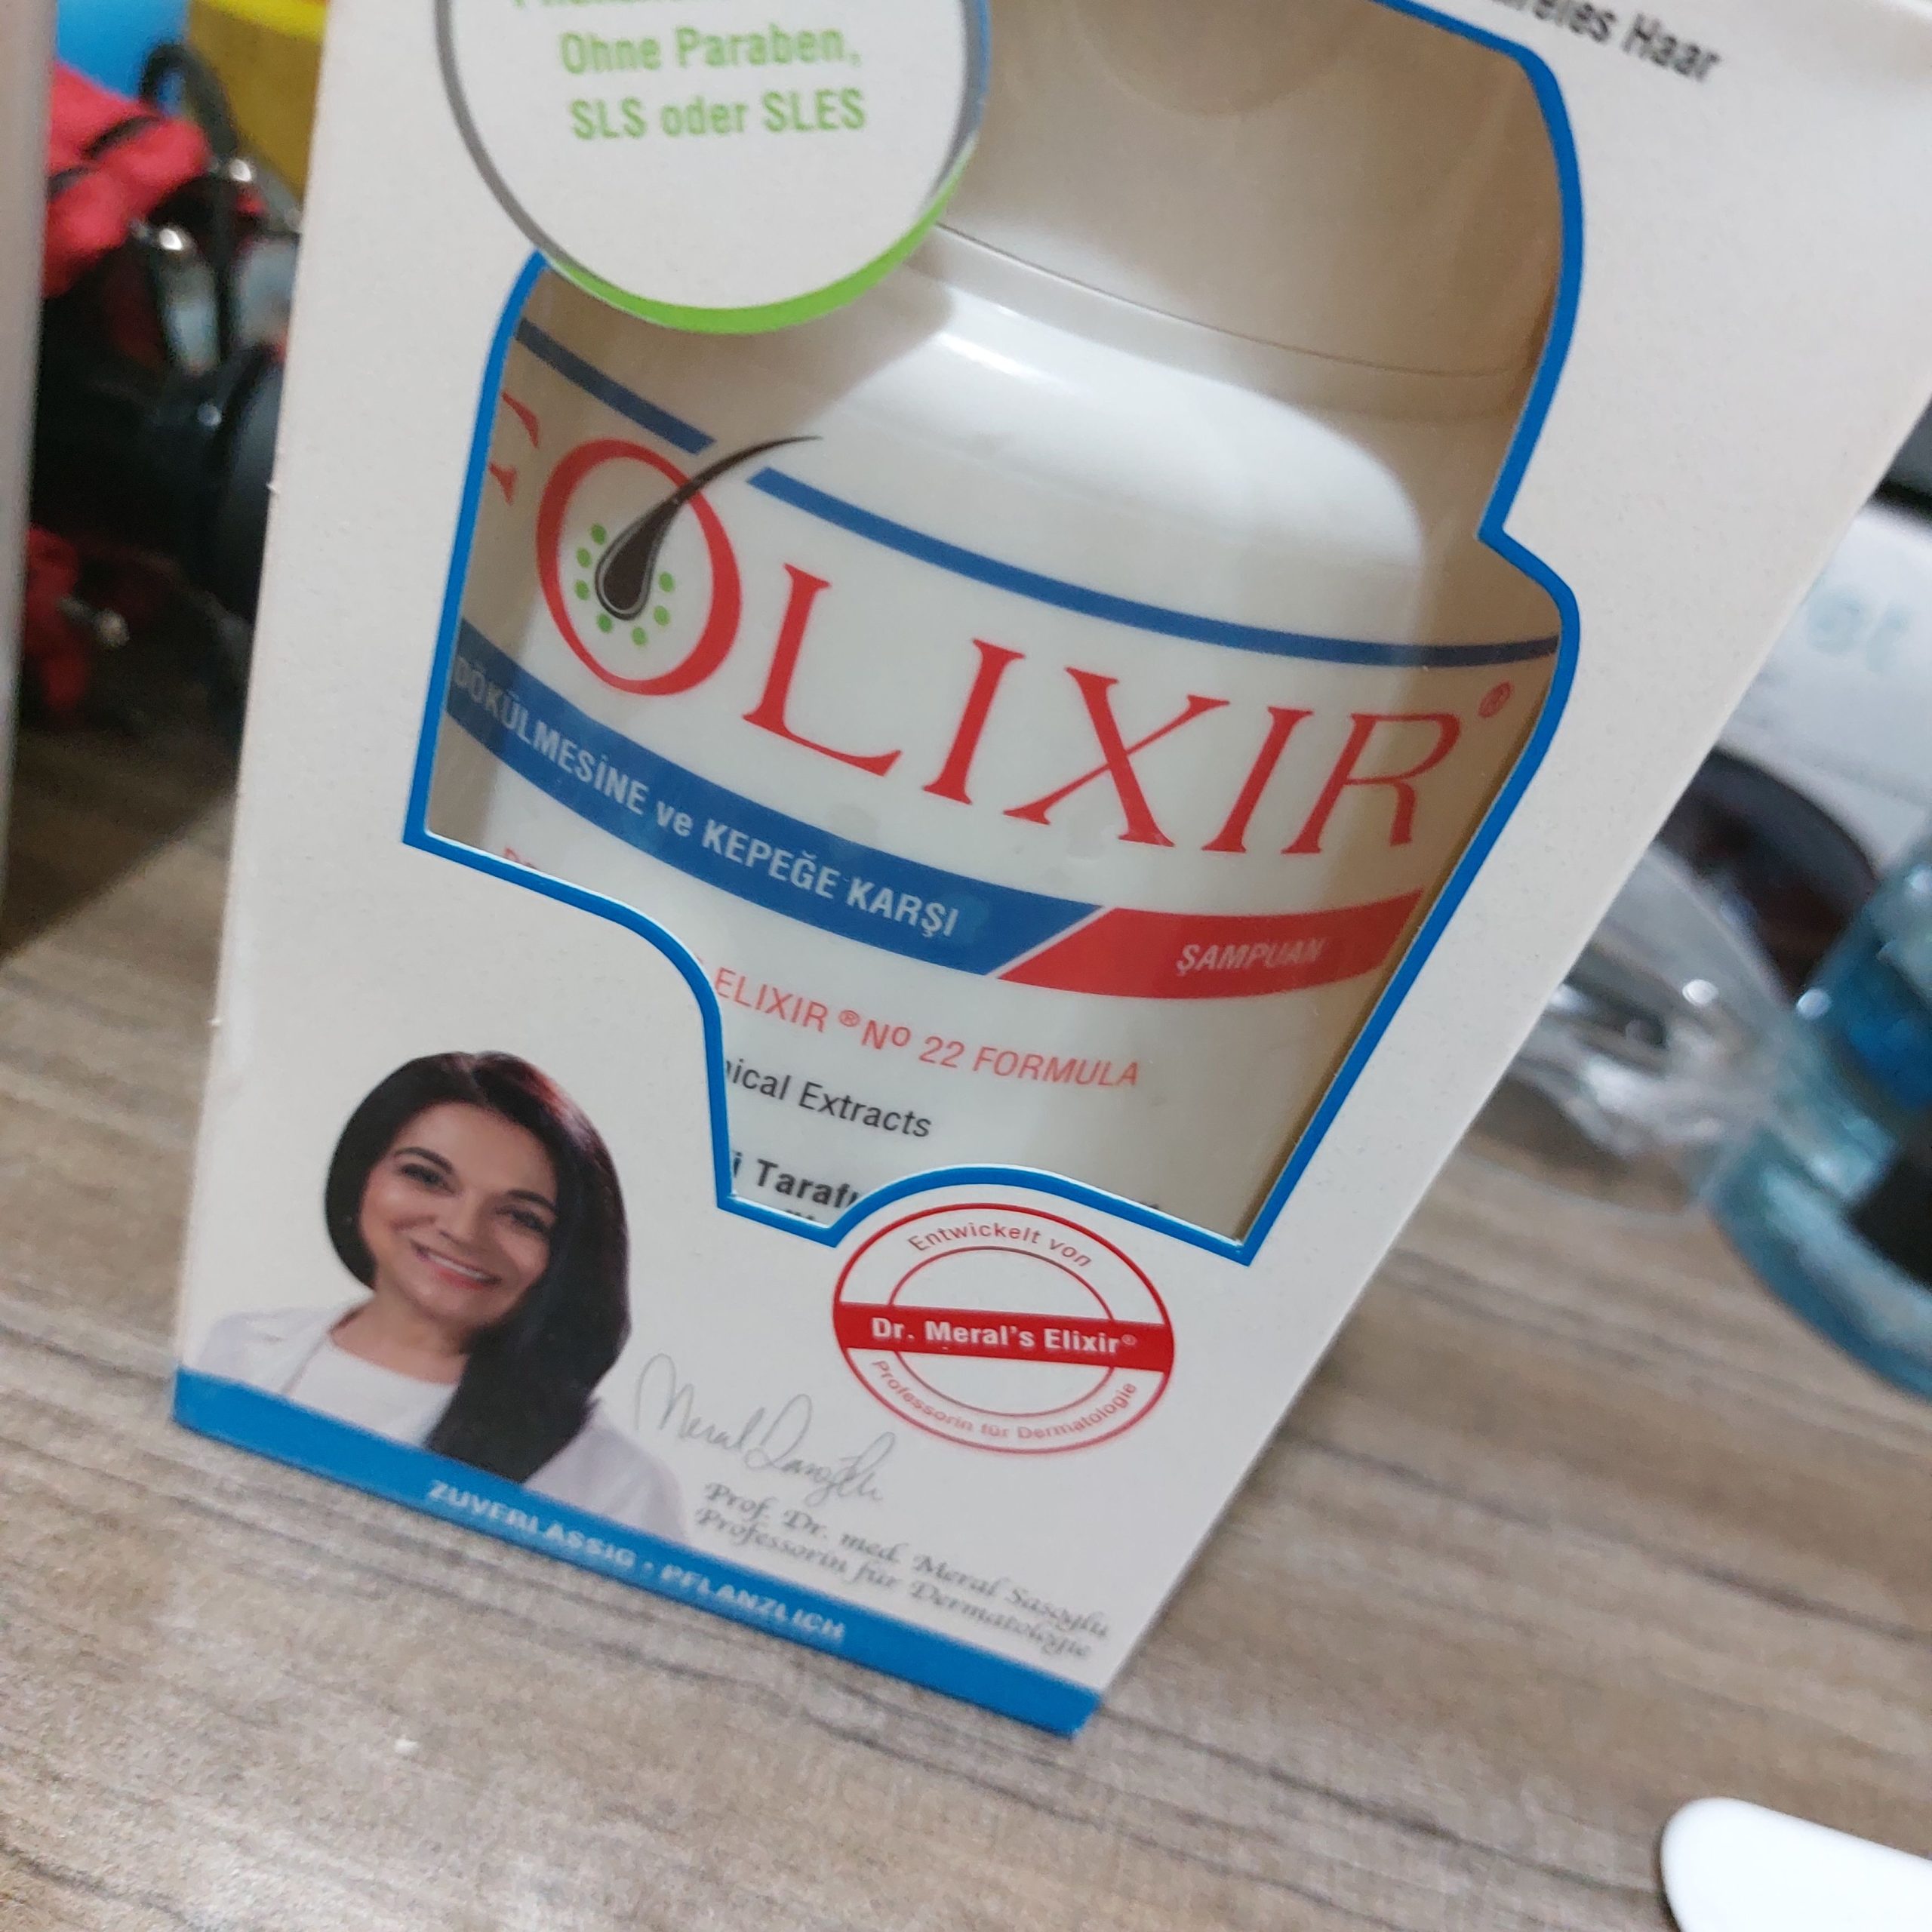 Haar
Ohne Paraben,
SLS oder SLES
FOLIXIR®
DÖKÜLMESİNE ve KEPEĞE KARŞI
ŞAMPUAN
ELIXIR® Nº 22 FORMULA
Extracts
Entwickelt von
Dr. Meral's Elixir®
Professorin für Dermatologie
Prof. Dr. med. Meral Sasoglu
Professorin für Dermatologie
ZUVERLÄSSIG · PFLANZLICH